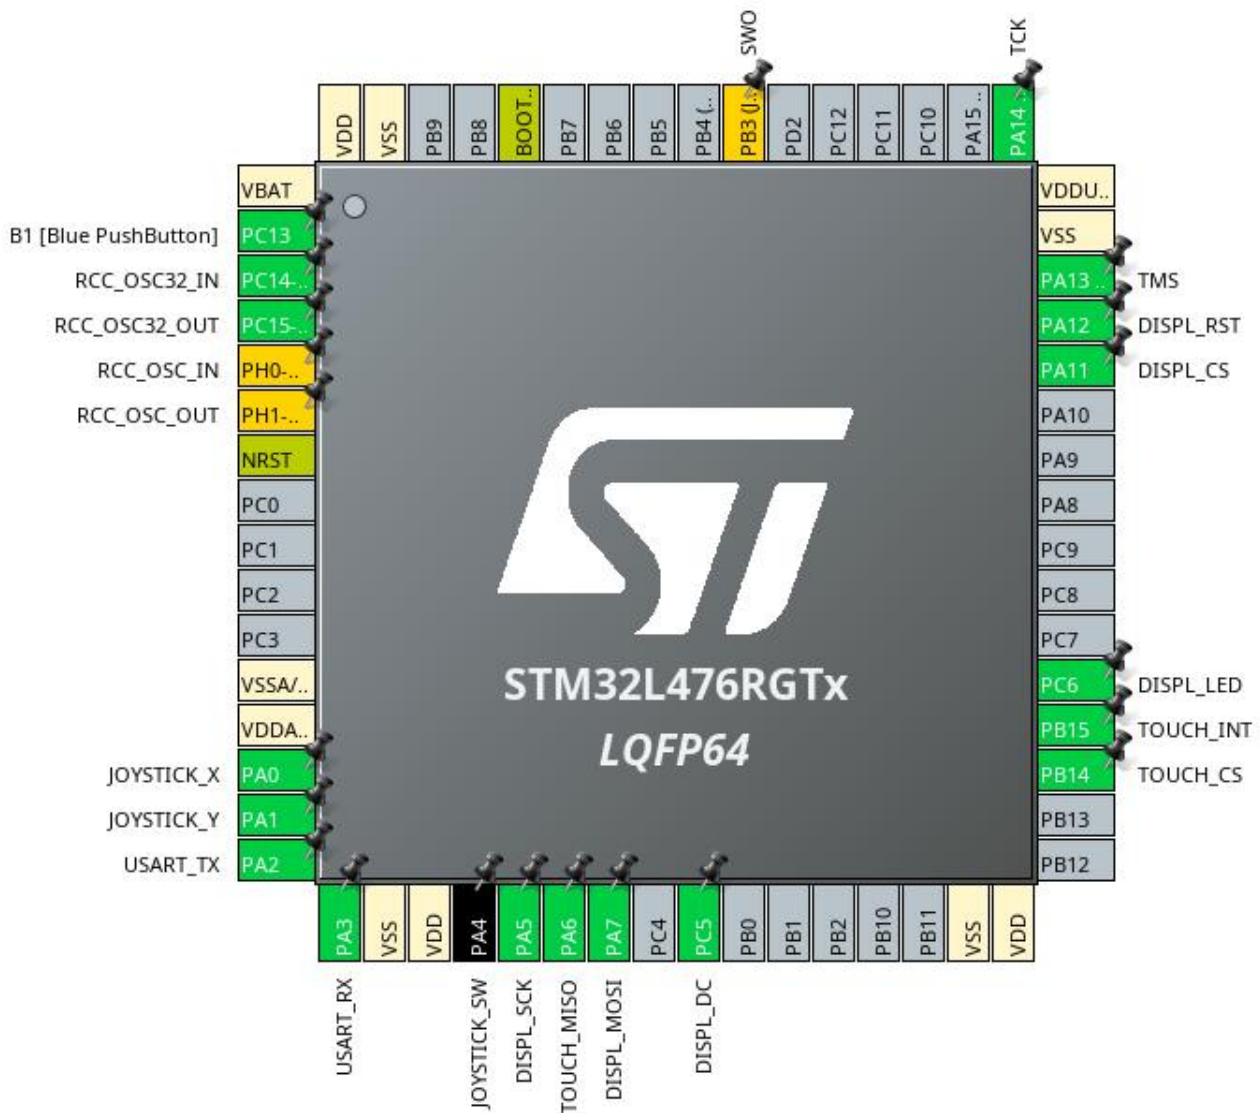 SWO
TCK
VDD
VSS
PB9
PB8
BOOT..
PB7
PB6
PB5
PB4 (..
PB3 (J..
PD2
PC12
PC11
PC10
PA15 ..
PA14 ..
VBAT
B1 [Blue PushButton] PC13
RCC_OSC32_IN PC14-..
RCC_OSC32_OUT PC15-..
RCC_OSC_IN PH0-..
RCC_OSC_OUT PH1-..
NRST
PC0
PC1
PC2
PC3
VSSA/..
VDDA..
JOYSTICK_X PA0
JOYSTICK_Y PA1
USART_TX PA2
ST
STM32L476RGTx
LQFP64
VDDU..
VSS
PA13 .. TMS
PA12 DISPL_RST
PA11 DISPL_CS
PA10
PA9
PA8
PC9
PC8
PC7
PC6 DISPL_LED
PB15 TOUCH_INT
PB14 TOUCH_CS
PB13
PB12
PA3
VSS
VDD
PA4
PA5
PA6
PA7
PC4
PC5
PB0
PB1
PB2
PB10
PB11
VSS
VDD
USART_RX
JOYSTICK_SW
DISPL_SCK
TOUCH_MISO
DISPL_MOSI
DISPL_DC